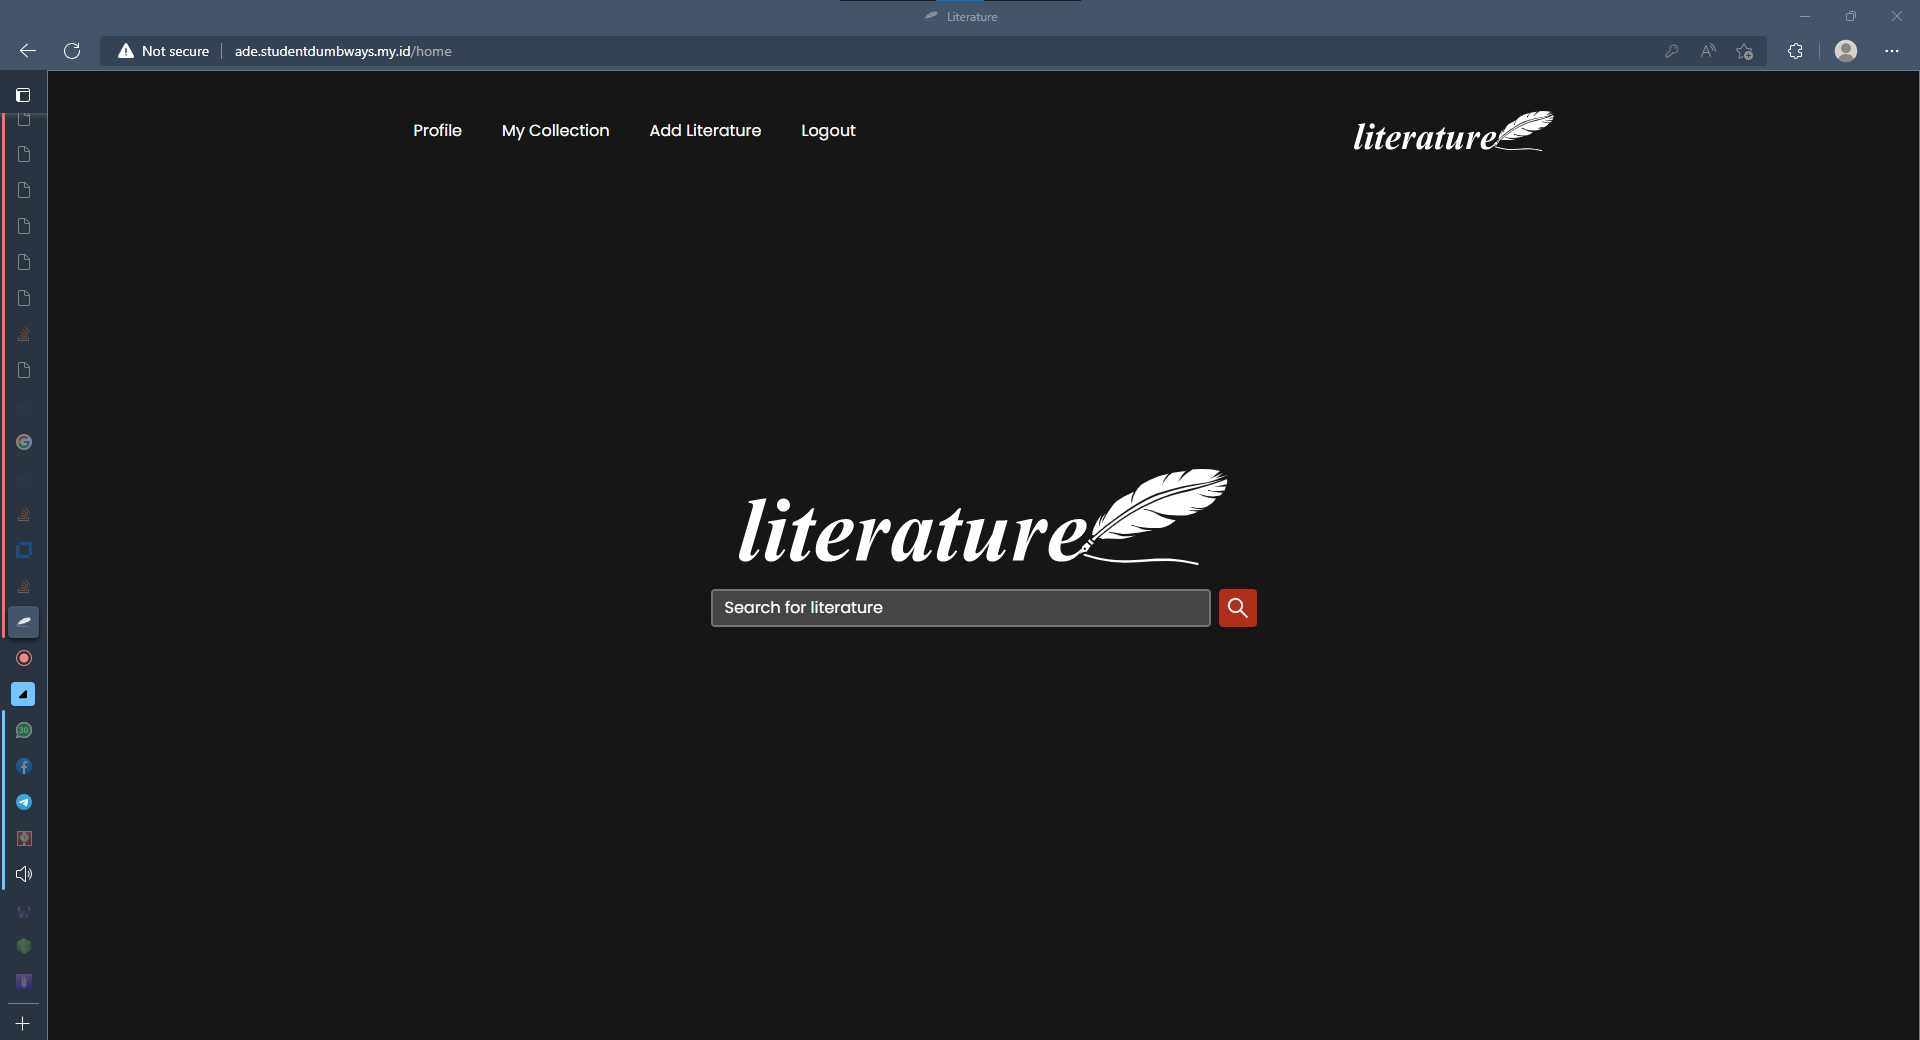 Literature
Not secure
ade.studentdumbways.my.id/home
Profile
My Collection
Add Literature
Logout
literature
literature
Search for literature
30